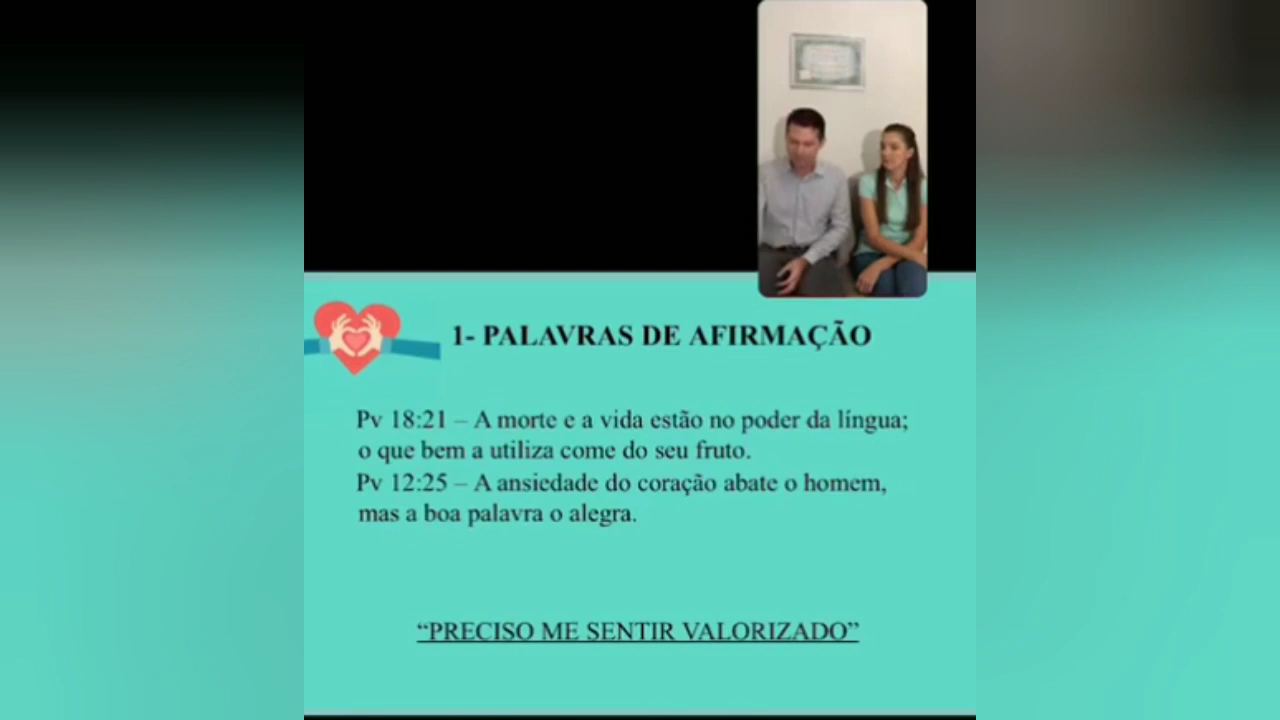 1- PALAVRAS DE AFIRMAÇÃO
Pv 18:21 – A morte e a vida estão no poder da língua;
o que bem a utiliza come do seu fruto.
Pv 12:25 – A ansiedade do coração abate o homem,
mas a boa palavra o alegra.
“PRECISO ME SENTIR VALORIZADO”